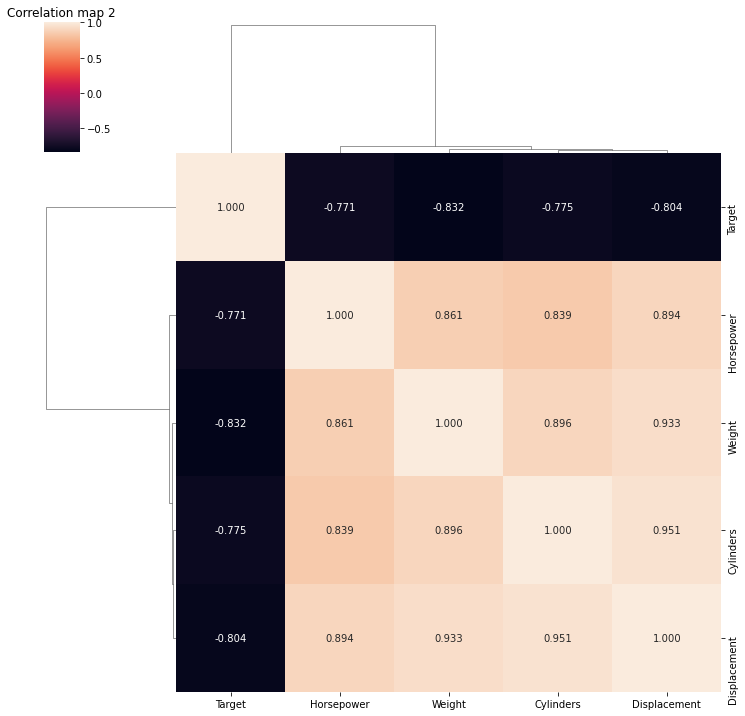 Correlation map 2
1.0
0.5
0.0
−0.5
1.000 -0.771 -0.832 -0.775 -0.804 Target
-0.771 1.000 0.861 0.839 0.894 Horsepower
-0.832 0.861 1.000 0.896 0.933 Weight
-0.775 0.839 0.896 1.000 0.951 Cylinders
-0.804 0.894 0.933 0.951 1.000 Displacement
Target Horsepower Weight Cylinders Displacement